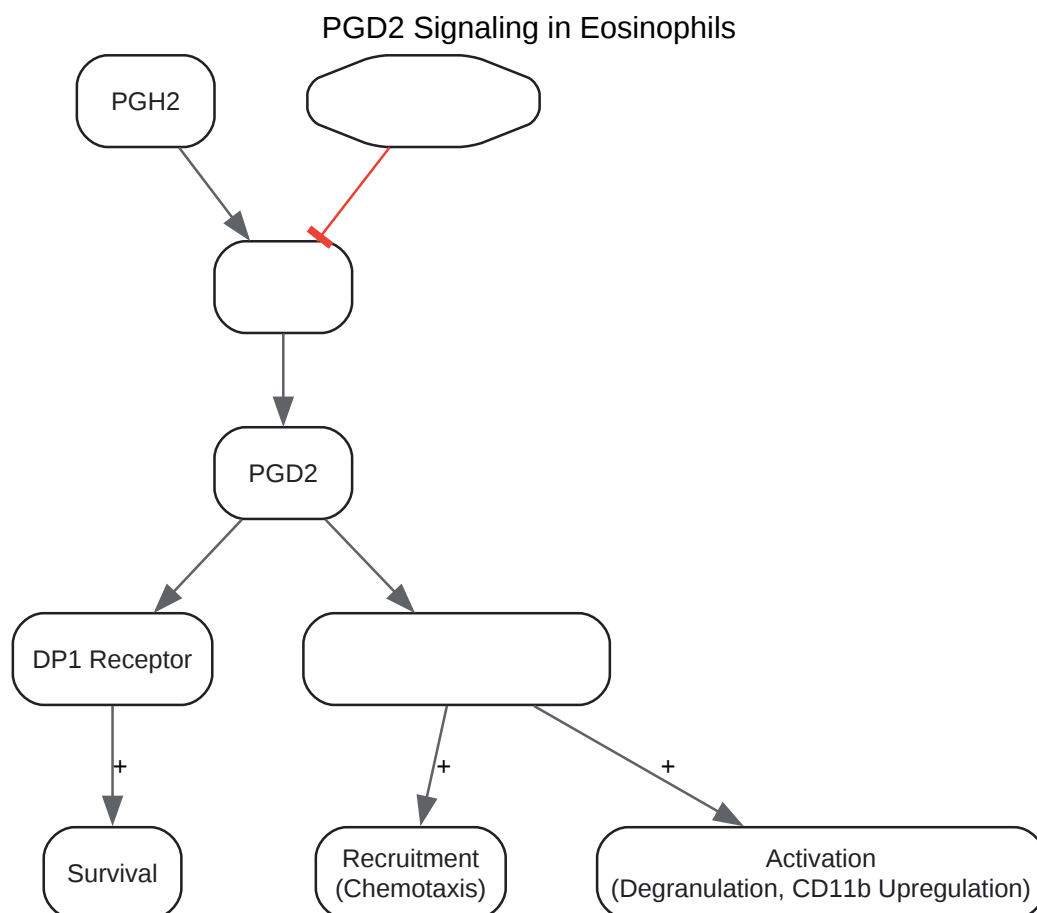 PGD2 Signaling in Eosinophils
PGH2
PGD2
DP1 Receptor
+
+
+
Survival
Recruitment
(Chemotaxis)
Activation
(Degranulation, CD11b Upregulation)